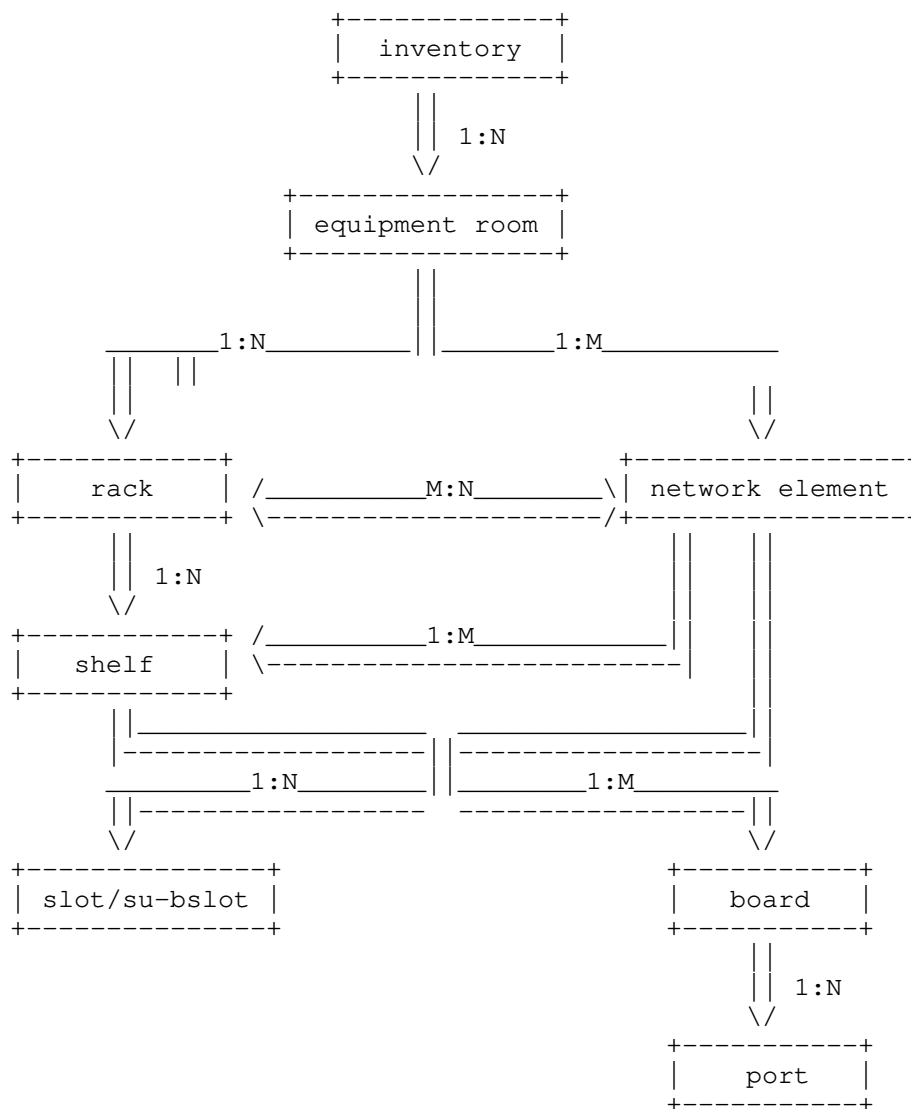 inventory
1:N
equipment room
1:N 1:M
rack M:N network element
1:N
1:M
shelf
1:N 1:M
slot/su-bslot board
1:N
port